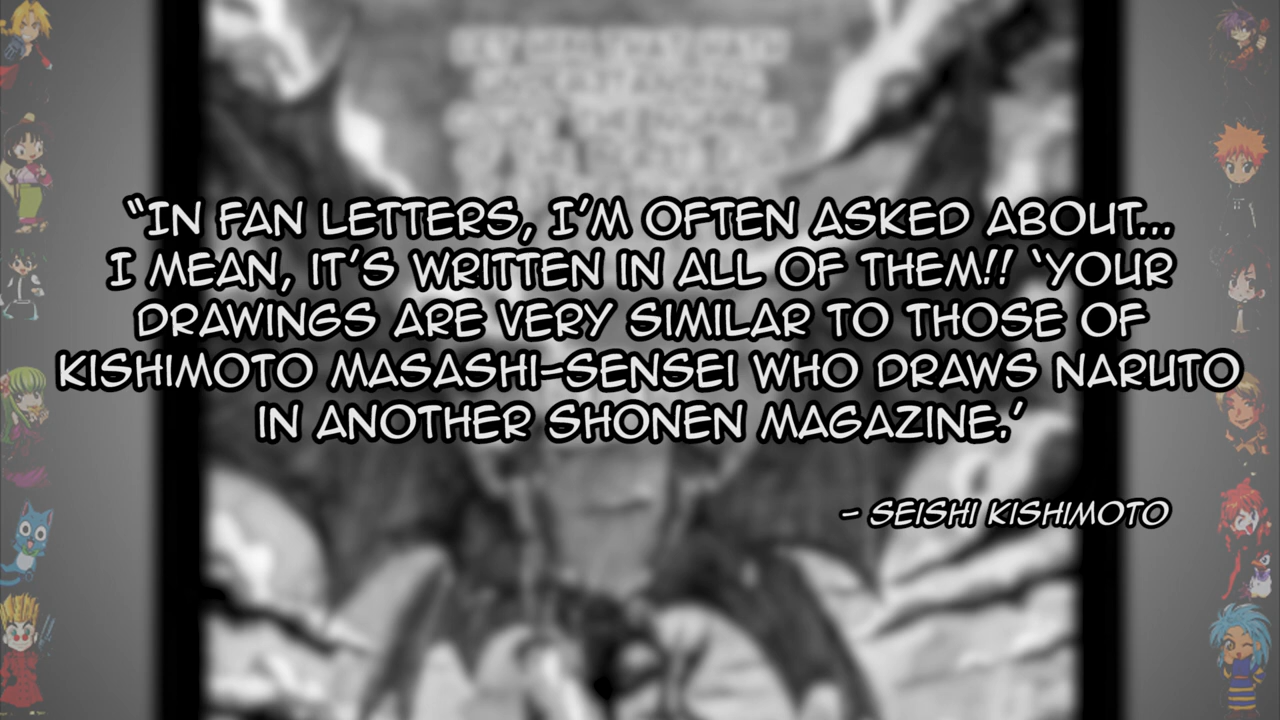 “IN FAN LETTERS, I’M OFTEN ASKED ABOUT...
I MEAN, IT’S WRITTEN IN ALL OF THEM!! ‘YOUR
DRAWINGS ARE VERY SIMILAR TO THOSE OF
KISHIMOTO MASASHI-SENSEI WHO DRAWS NARUTO
IN ANOTHER SHONEN MAGAZINE.’
- SEISHI KISHIMOTO